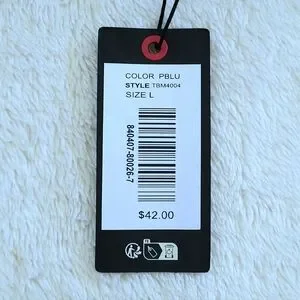 COLOR PBLU
STYLE TBM4004
SIZE L
840407-80026-7
$42.00